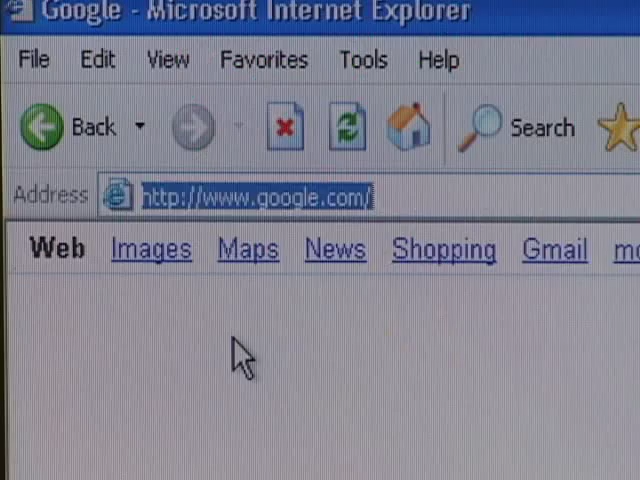 Google - Microsoft Internet Explorer
File Edit View Favorites Tools Help
Back Search
Address http://www.google.com/
Web Images Maps News Shopping Gmail